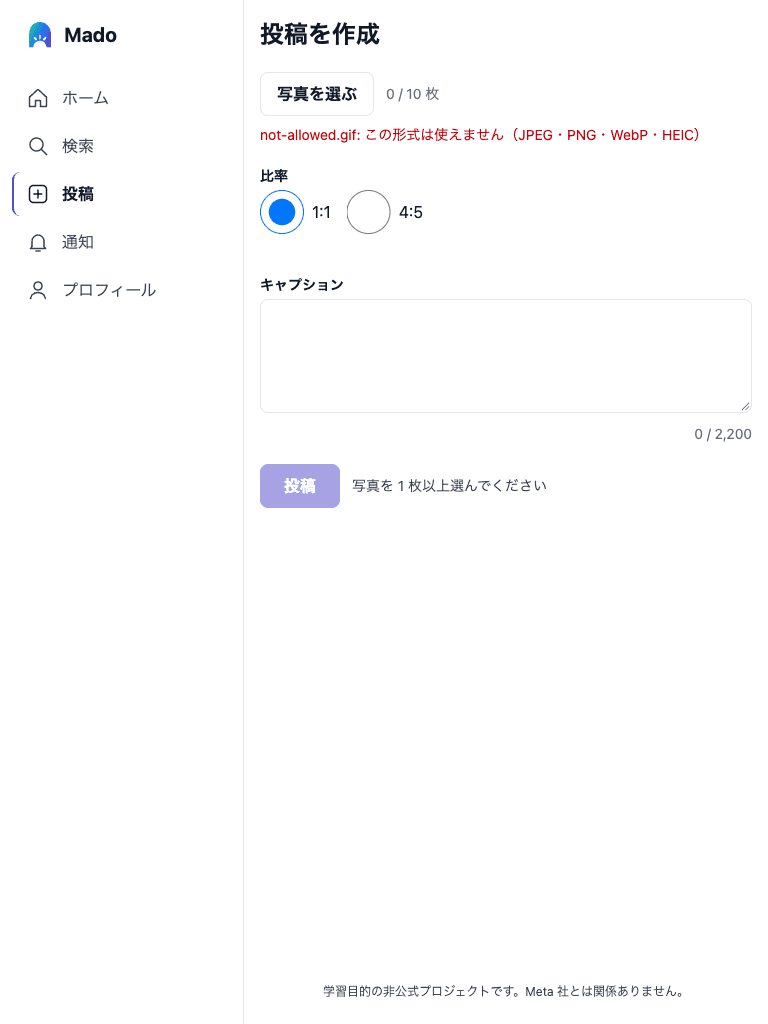 Mado
ホーム
検索
投稿
通知
プロフィール
投稿を作成
写真を選ぶ 0 / 10 枚
not-allowed.gif: この形式は使えません（JPEG・PNG・WebP・HEIC）
比率
1:1 4:5
キャプション
0 / 2,200
投稿 写真を 1 枚以上選んでください
学習目的の非公式プロジェクトです。Meta 社とは関係ありません。